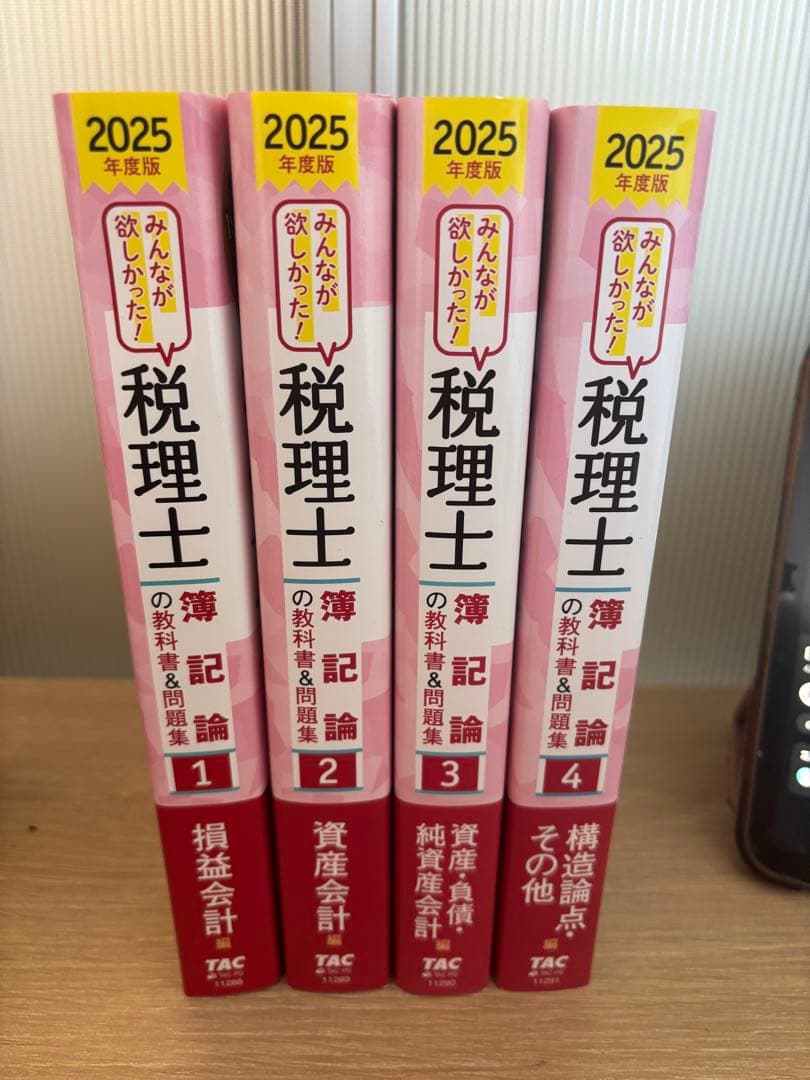 2025
年度版
みんなが
欲しかった!
税理士
簿記論
の教科書&問題集
1
損益会計編
TAC
11288
2025
年度版
みんなが
欲しかった!
税理士
簿記論
の教科書&問題集
2
資産会計編
TAC
11289
2025
年度版
みんなが
欲しかった!
税理士
簿記論
の教科書&問題集
3
資産・負債・
純資産会計編
TAC
11290
2025
年度版
みんなが
欲しかった!
税理士
簿記論
の教科書&問題集
4
構造論点・
その他編
TAC
11291